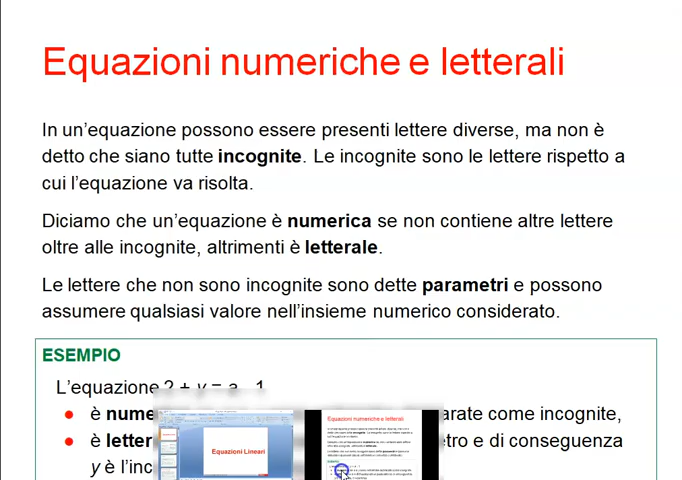 Equazioni numeriche e letterali
In un'equazione possono essere presenti lettere diverse, ma non è
detto che siano tutte incognite. Le incognite sono le lettere rispetto a
cui l'equazione va risolta.
Diciamo che un'equazione è numerica se non contiene altre lettere
oltre alle incognite, altrimenti è letterale.
Le lettere che non sono incognite sono dette parametri e possono
assumere qualsiasi valore nell'insieme numerico considerato.
ESEMPIO
L'equazione 2 + y = a 1
è nume arate come incognite,
è letter etro e di conseguenza
y è l'inc
Equazioni Lineari
Equazioni numeriche e letterali